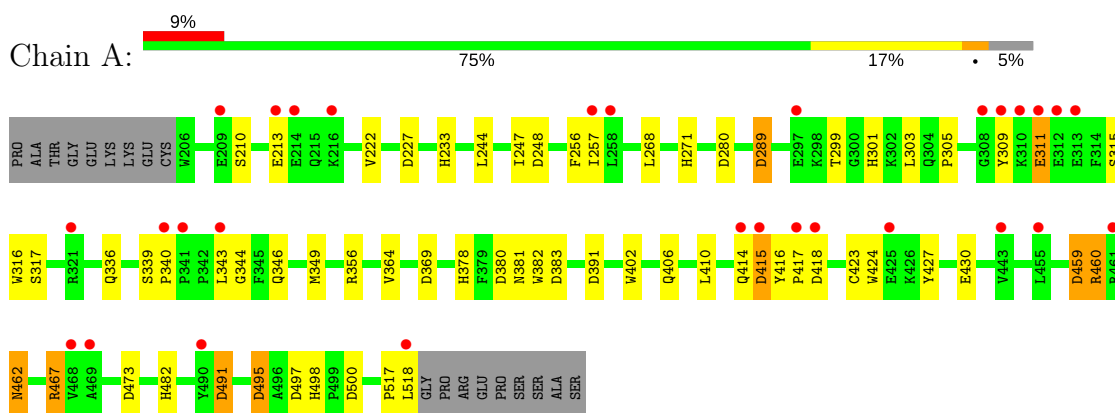 9%
Chain A:
75% 17% • 5%
PRO ALA THR GLY GLU LYS LYS GLU CYS W206 E209 S210 E213 E214 Q215 K216 V222 D227 H233 L244 I247 D248 F256 I257 L258 L268 H271 D280 D289 E297 K298 T299 G300 H301 K302 L303 Q304 P305 G308 Y309 K310 E311 E312 E313 F314 S315
W316 S317 R321 Q336 S339 P340 P341 P342 L343 G344 F345 Q346 M349 R356 V364 D369 H378 F379 D380 N381 W382 D383 D391 W402 Q406 L410 Q414 D415 Y416 P417 D418 C423 W424 E425 K426 Y427 E430 V443 L455 D459 R460 R461
N462 R467 V468 A469 D473 H482 Y490 D491 D495 A496 D497 H498 P499 D500 P517 L518 GLY PRO ARG GLU PRO SER SER ALA SER